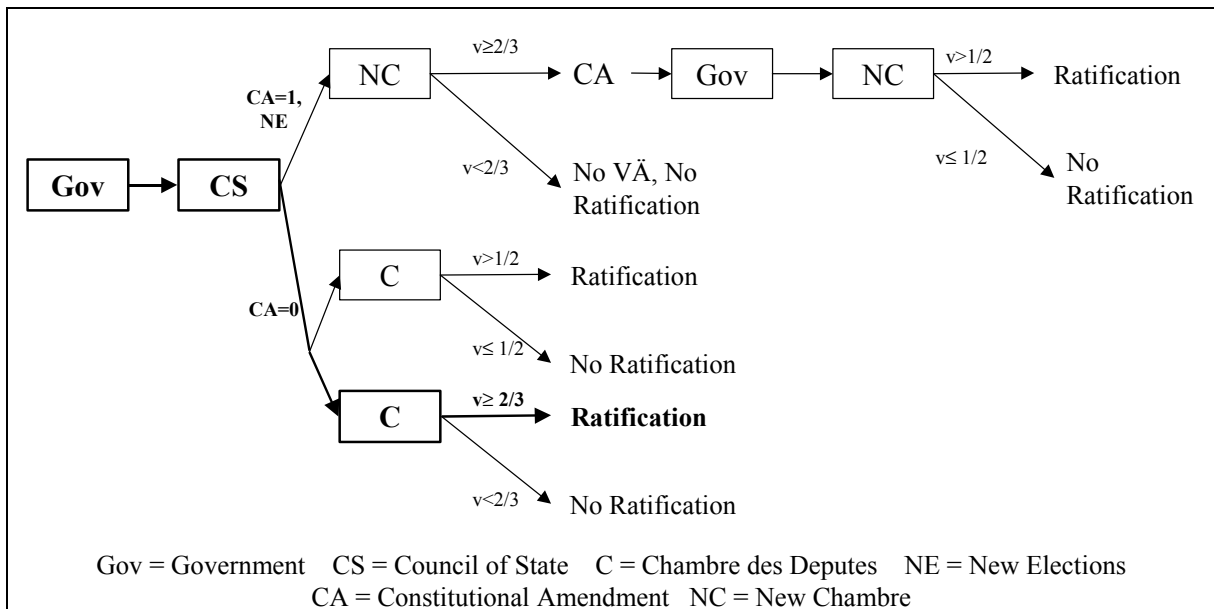 v≥2/3
NC
CA
Gov
NC
v>1/2
Ratification
CA=1,
NE
v<2/3
No VÄ, No
Ratification
v≤ 1/2
No
Ratification
Gov
CS
CA=0
C
v>1/2
Ratification
v≤ 1/2
No Ratification
C
v≥ 2/3
Ratification
v<2/3
No Ratification
Gov = Government CS = Council of State C = Chambre des Deputes NE = New Elections
CA = Constitutional Amendment NC = New Chambre